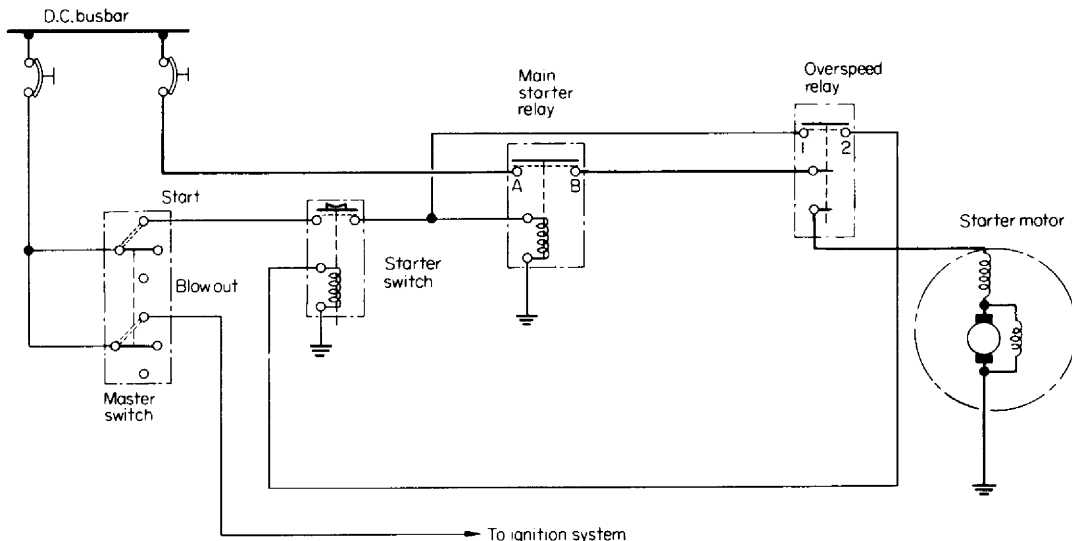 D.C. busbar
Overspeed
relay
Main
starter
relay
1
2
A
B
Start
Starter motor
Starter
switch
Blow out
Master
switch
To ignition system